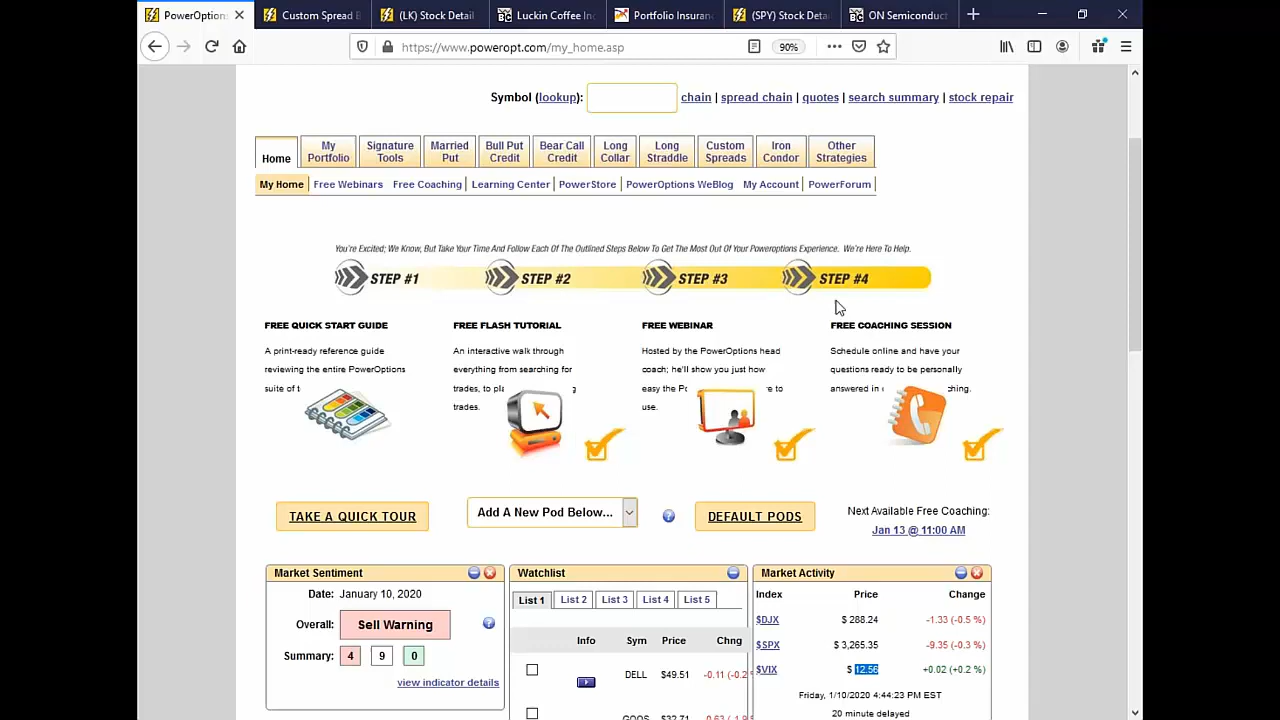 PowerOption
Custom Spread B
(LK) Stock Detail
Luckin Coffee Inc
Portfolio Insuranc
(SPY) Stock Deta
ON Semiconduct
https://www.poweropt.com/my_home.asp
90%
Symbol (lookup): chain | spread chain | quotes | search summary | stock repair
Home
My Portfolio
Signature Tools
Married Put
Bull Put Credit
Bear Call Credit
Long Collar
Long Straddle
Custom Spreads
Iron Condor
Other Strategies
My Home
Free Webinars
Free Coaching
Learning Center
PowerStore
PowerOptions WeBlog
My Account
PowerForum
You're Excited; We Know, But Take Your Time And Follow Each Of The Outlined Steps Below To Get The Most Out Of Your Poweroptions Experience. We're Here To Help.
STEP #1
STEP #2
STEP #3
STEP #4
FREE QUICK START GUIDE
A print-ready reference guide
reviewing the entire PowerOptions
suite of t
FREE FLASH TUTORIAL
An interactive walk through
everything from searching for
trades, to pla g
trades.
FREE WEBINAR
Hosted by the PowerOptions head
coach; he'll show you just how
easy the Po re to
use.
FREE COACHING SESSION
Schedule online and have your
questions ready to be personally
answered in ching.
TAKE A QUICK TOUR
Add A New Pod Below...
DEFAULT PODS
Next Available Free Coaching:
Jan 13 @ 11:00 AM
Market Sentiment
Date: January 10, 2020
Overall: Sell Warning
Summary: 4 9 0
view indicator details
Watchlist
List 1 List 2 List 3 List 4 List 5
Info Sym Price Chng
DELL $49.51 -0.11 (-0.2
GOOS $32.71
Market Activity
Index Price Change
$DJX $ 288.24 -1.33 (-0.5 %)
$SPX $ 3,265.35 -9.35 (-0.3 %)
$VIX $ 12.56 +0.02 (+0.2 %)
Friday, 1/10/2020 4:44:23 PM EST
20 minute delayed